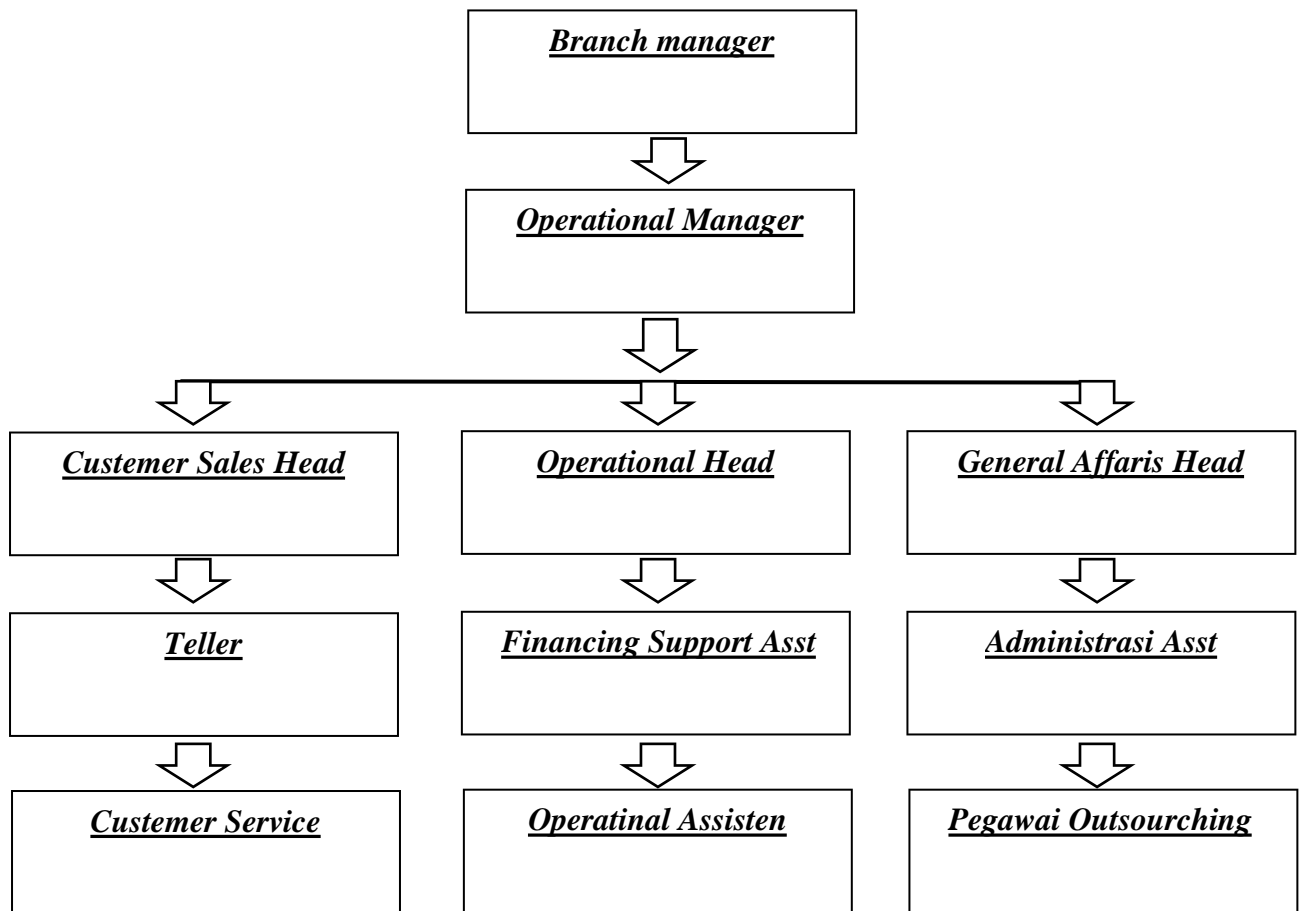 Branch manager
Operational Manager
Custemer Sales Head
Operational Head
General Affaris Head
Teller
Financing Support Asst
Administrasi Asst
Custemer Service
Operatinal Assisten
Pegawai Outsourching